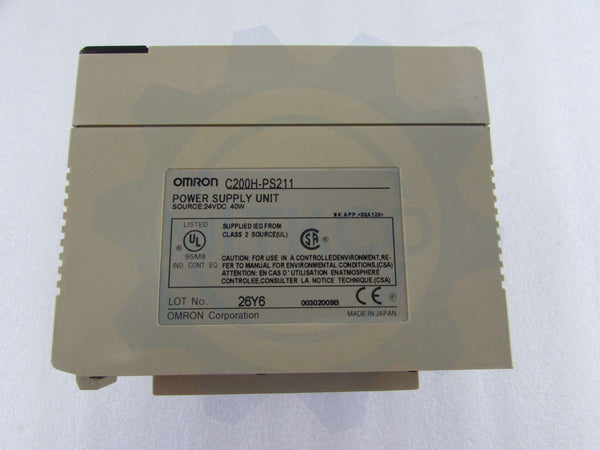 OMRON C200H-PS211
POWER SUPPLY UNIT
SOURCE:24VDC 40W
LISTED
UL
95M8
IND. CONT. EQ
SUPPLIED IED FROM
CLASS 2 SOURCE(UL)
CAUTION: FOR USE IN A CONTROLLEDENVIRONMENT,RE-
FER TO MANUAL FOR ENVIRONMENTAL CONDITIONS.(CSA)
ATTENTION: EN CAS D' UTILISATION ENATMOSPHERE
CONTROLEE,CONSULTER LA NOTICE TECHNIQUE.(CSA)
LOT No. 26Y6 00302009B CE
OMRON Corporation MADE IN JAPAN